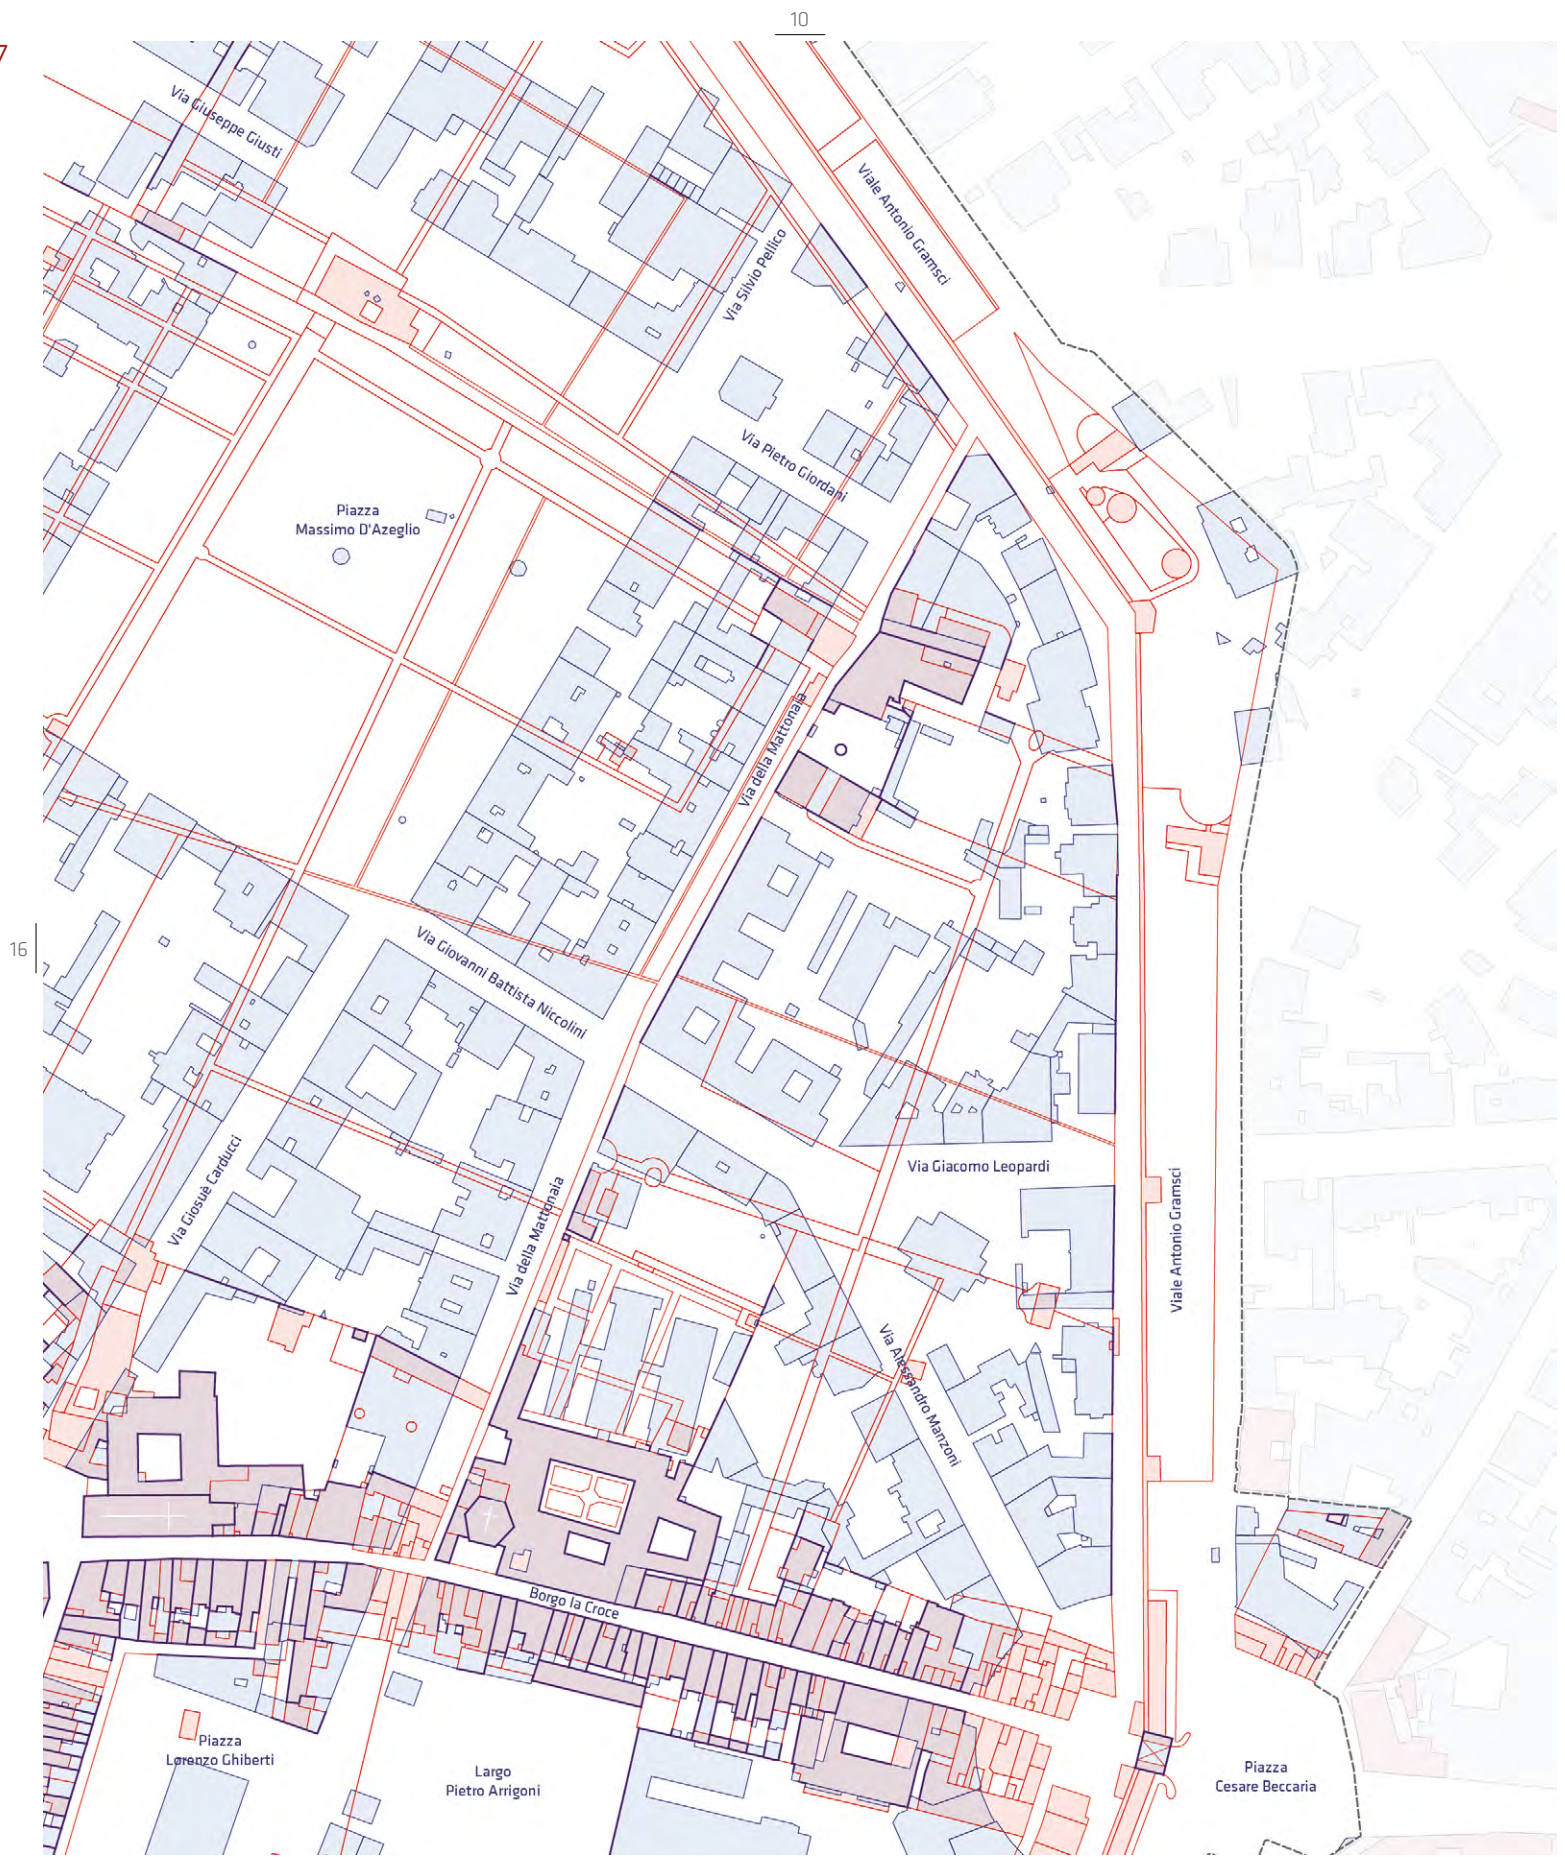 10
7
Via Giuseppe Giusti
Viale Antonio Gramsci
Via Silvio Pellico
Via Pietro Giordani
Piazza
Massimo D'Azeglio
Via della Mattonaia
16
Via Giovanni Battista Niccolini
Via Giosuè Carducci
Via della Mattonaia
Via Giacomo Leopardi
Viale Antonio Gramsci
Via Alessandro Manzoni
Borgo la Croce
Piazza
Lorenzo Ghiberti
Largo
Pietro Arrigoni
Piazza
Cesare Beccaria